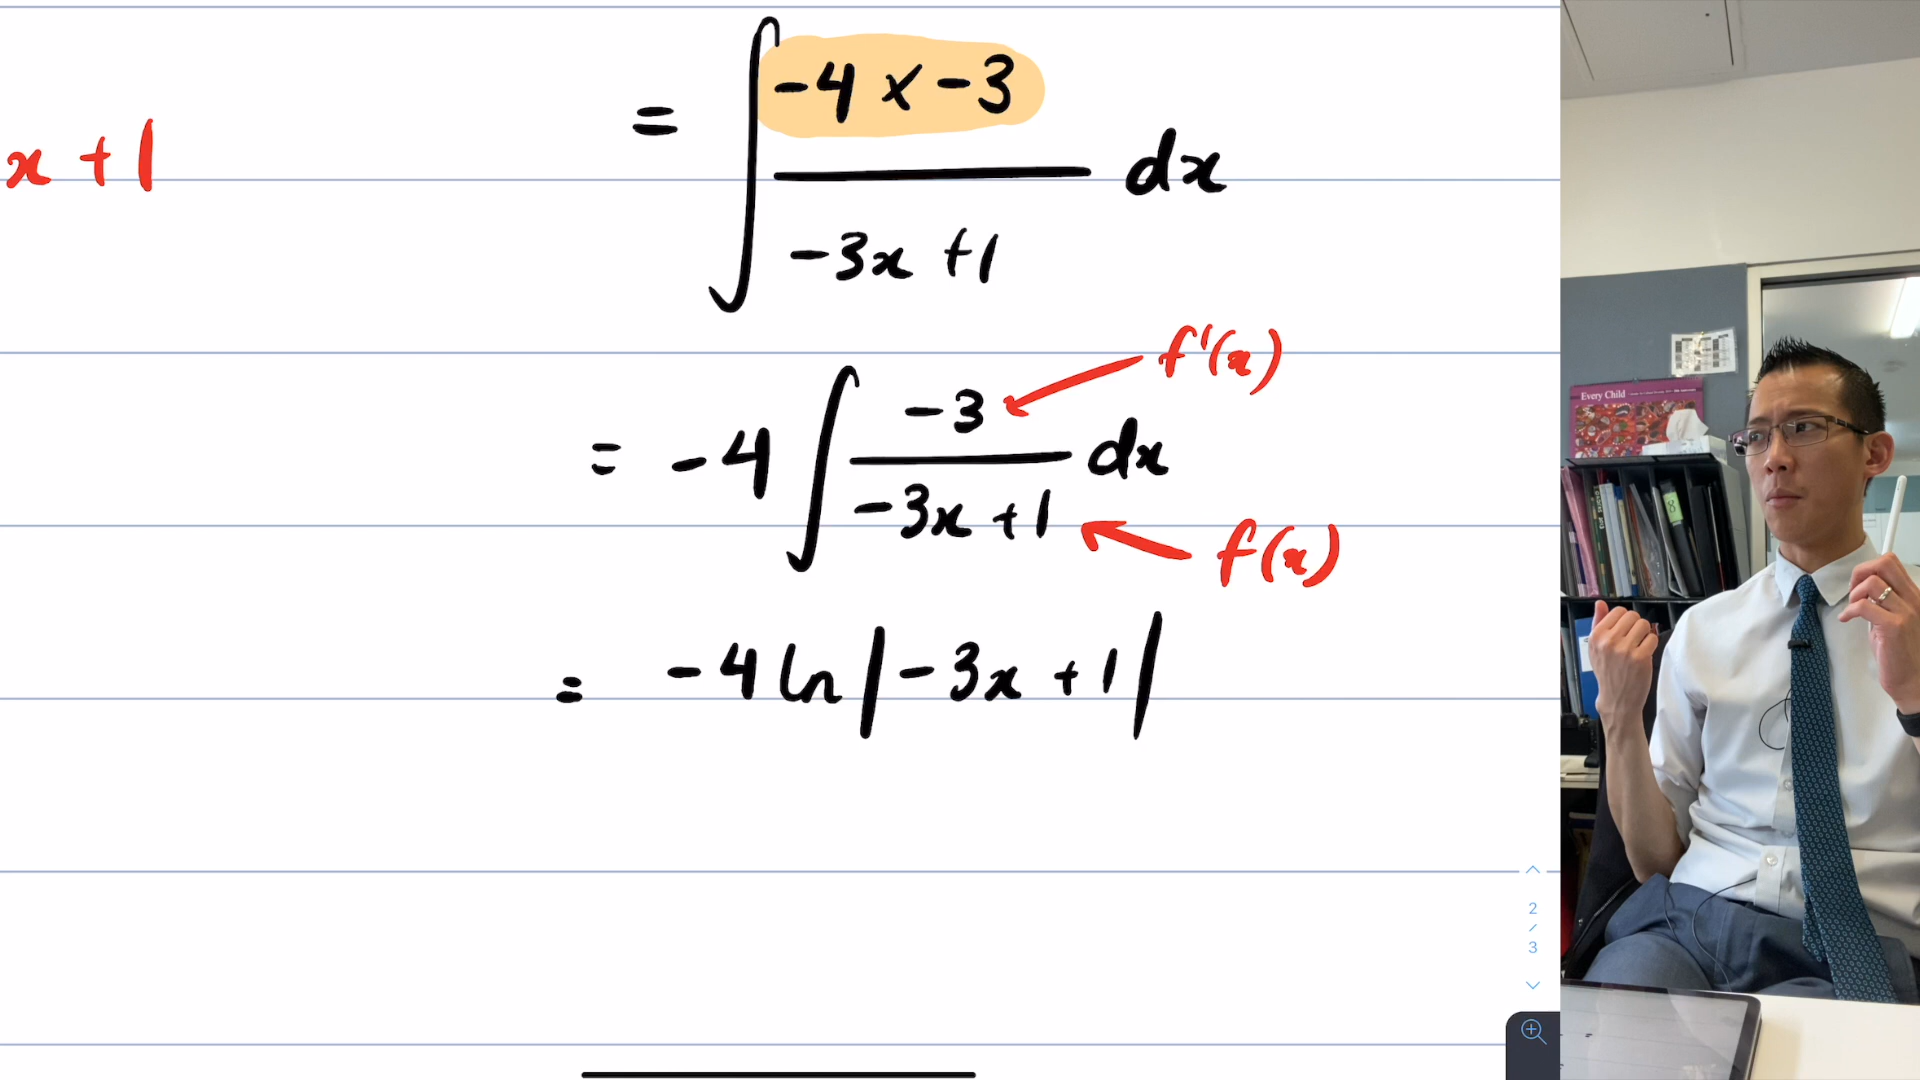 x + 1
= ∫ -4 × -3 / -3x + 1 dx
f'(x)
= -4 ∫ -3 / -3x + 1 dx
f(x)
= -4 ln |-3x + 1|
Every Child
2
/
3